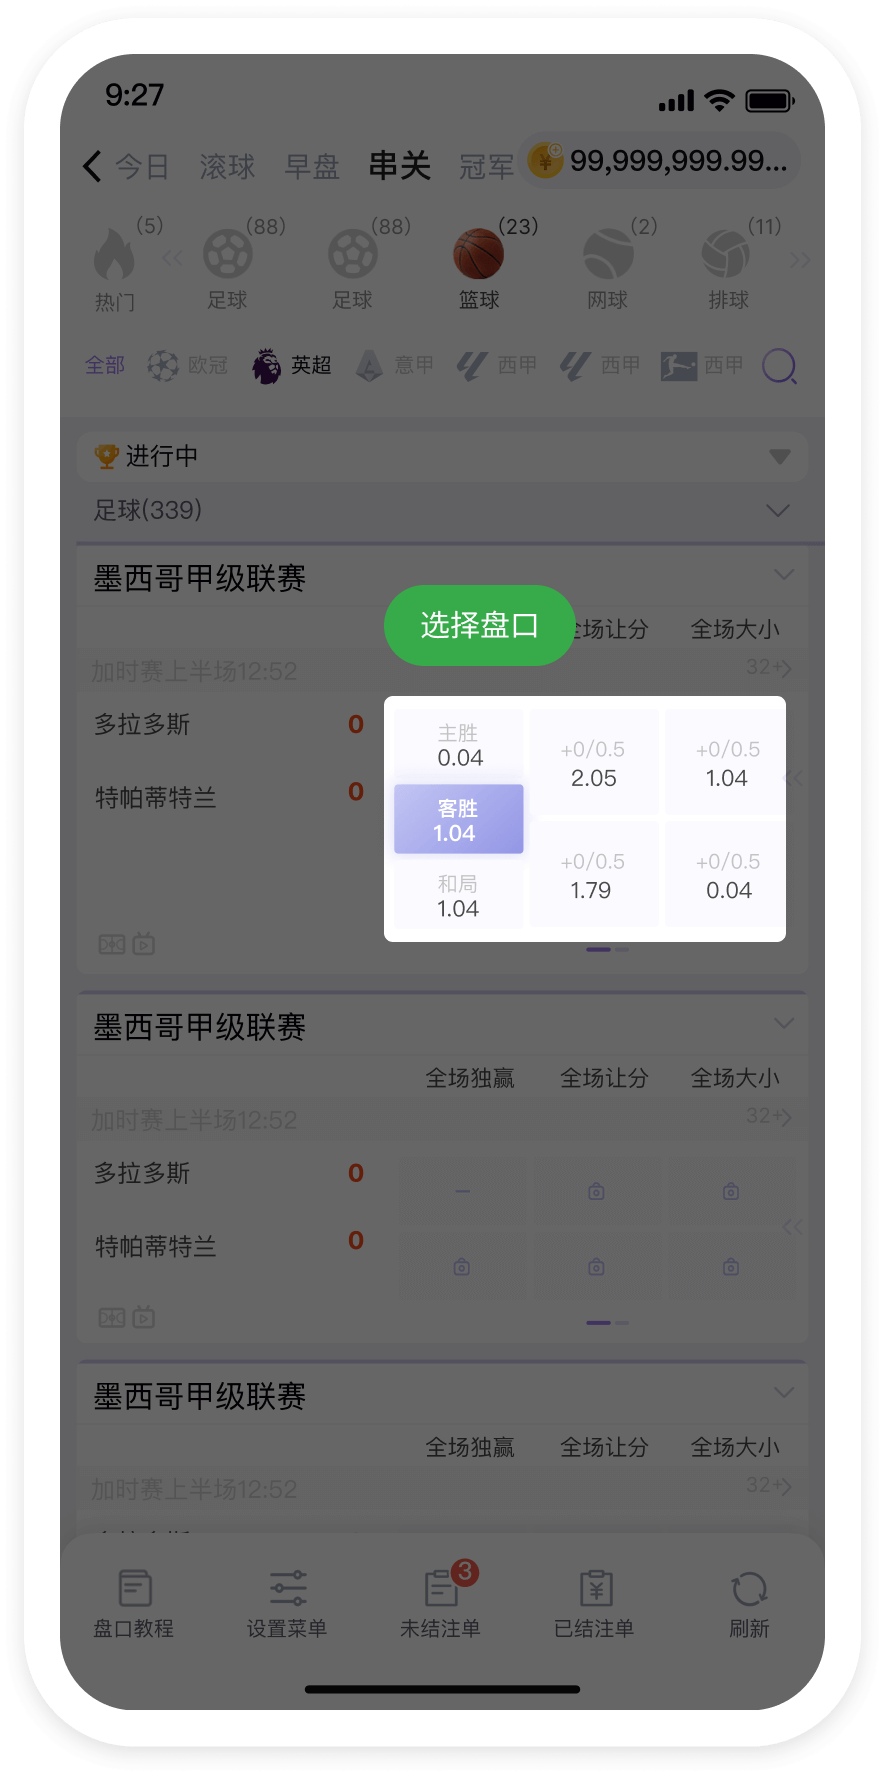 9:27
今日 滚球 早盘 串关 冠军 99,999,999.99...
(5) (88) (88) (23) (2) (11)
热门 足球 足球 篮球 网球 排球
全部 欧冠 英超 意甲 西甲 西甲 西甲
进行中
足球(339)
墨西哥甲级联赛
选择盘口
全场让分 全场大小
加时赛上半场12:52 32+
多拉多斯 0
特帕蒂特兰 0
主胜
0.04
客胜
1.04
和局
1.04
+0/0.5
2.05
+0/0.5
1.04
+0/0.5
1.79
+0/0.5
0.04
墨西哥甲级联赛
全场独赢 全场让分 全场大小
加时赛上半场12:52 32+
多拉多斯 0
特帕蒂特兰 0
墨西哥甲级联赛
全场独赢 全场让分 全场大小
加时赛上半场12:52 32+
3
盘口教程 设置菜单 未结注单 已结注单 刷新